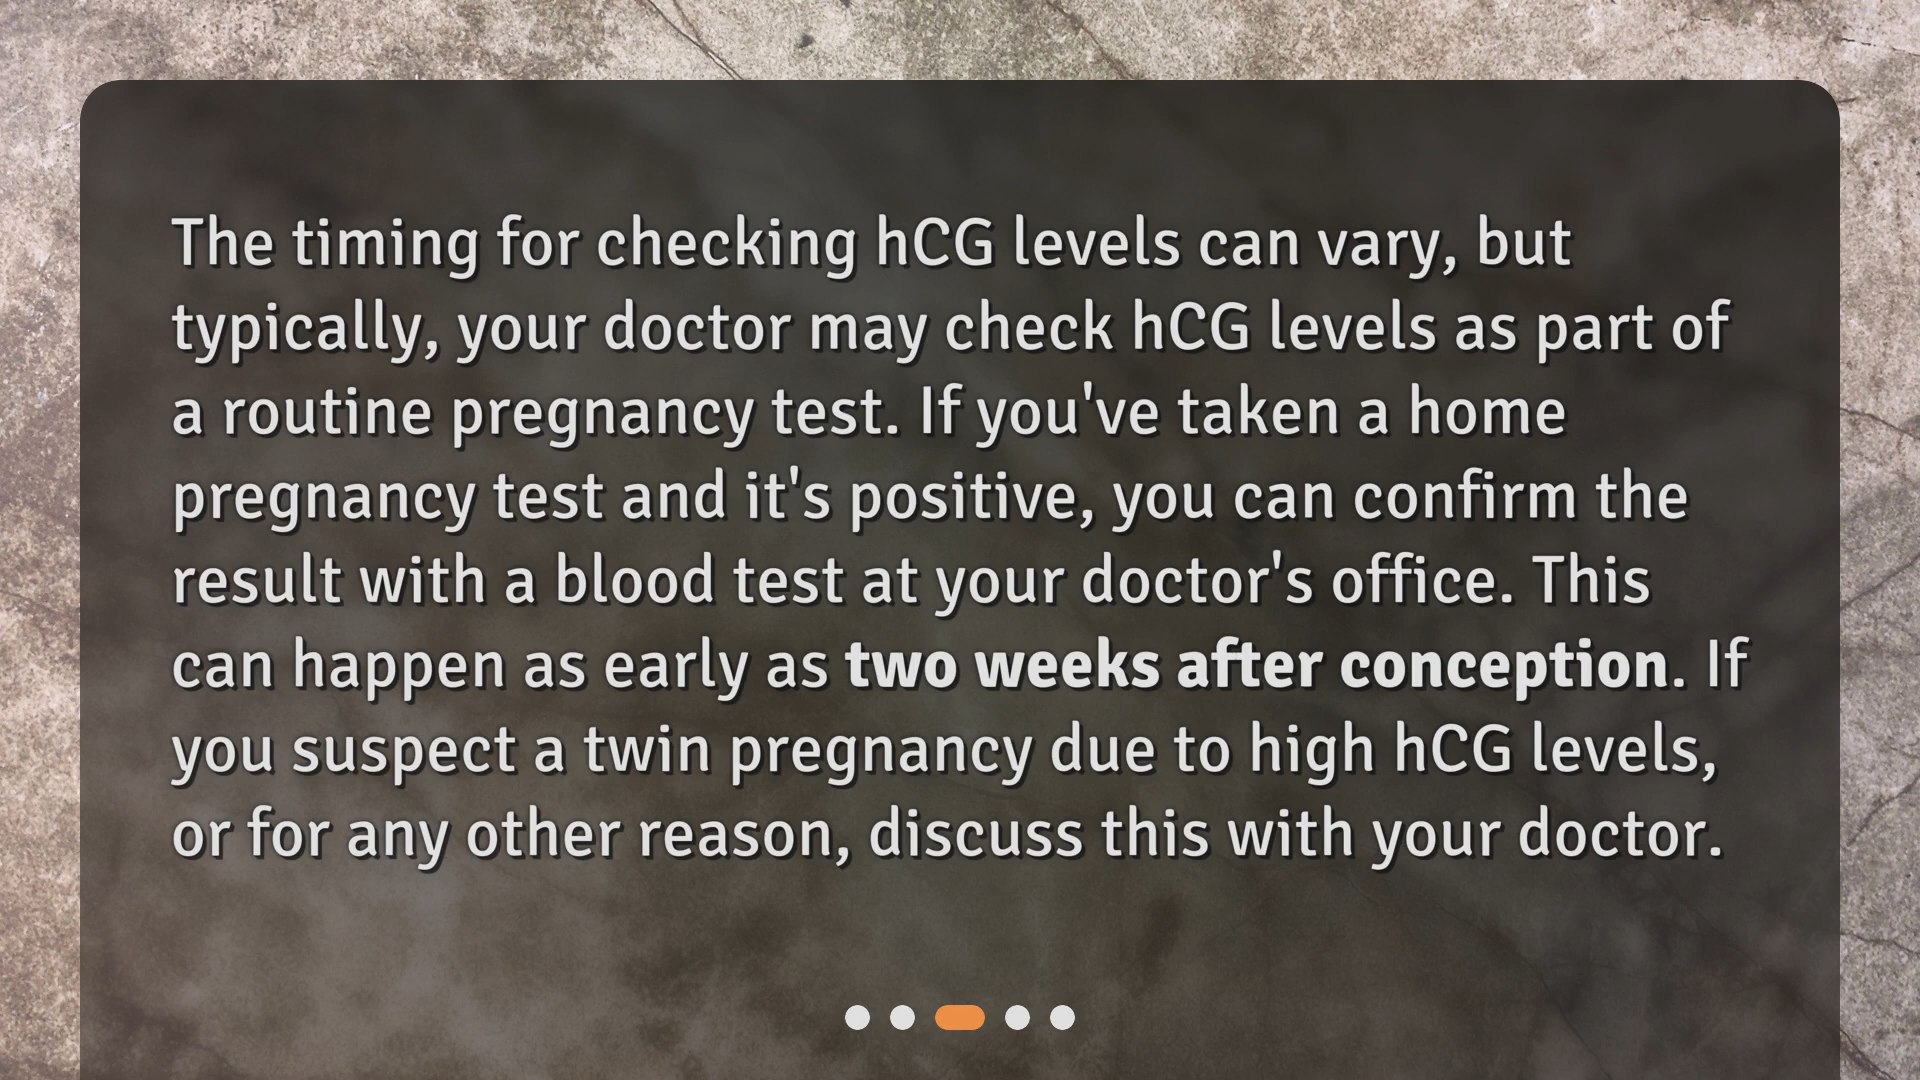 The timing for checking hCG levels can vary, but
typically, your doctor may check hCG levels as part of
a routine pregnancy test. If you've taken a home
pregnancy test and it's positive, you can confirm the
result with a blood test at your doctor's office. This
can happen as early as two weeks after conception. If
you suspect a twin pregnancy due to high hCG levels,
or for any other reason, discuss this with your doctor.